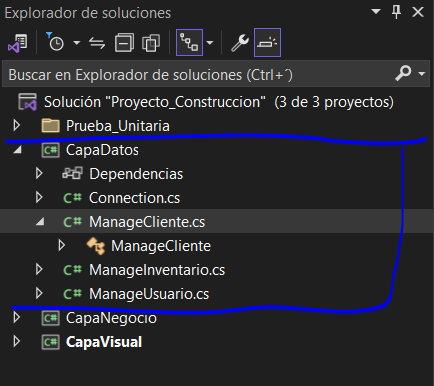 Explorador de soluciones
Buscar en Explorador de soluciones (Ctrl+´)
Solución "Proyecto_Construccion" (3 de 3 proyectos)
Prueba_Unitaria
C# CapaDatos
Dependencias
C# Connection.cs
C# ManageCliente.cs
ManageCliente
C# ManageInventario.cs
C# ManageUsuario.cs
C# CapaNegocio
C# CapaVisual